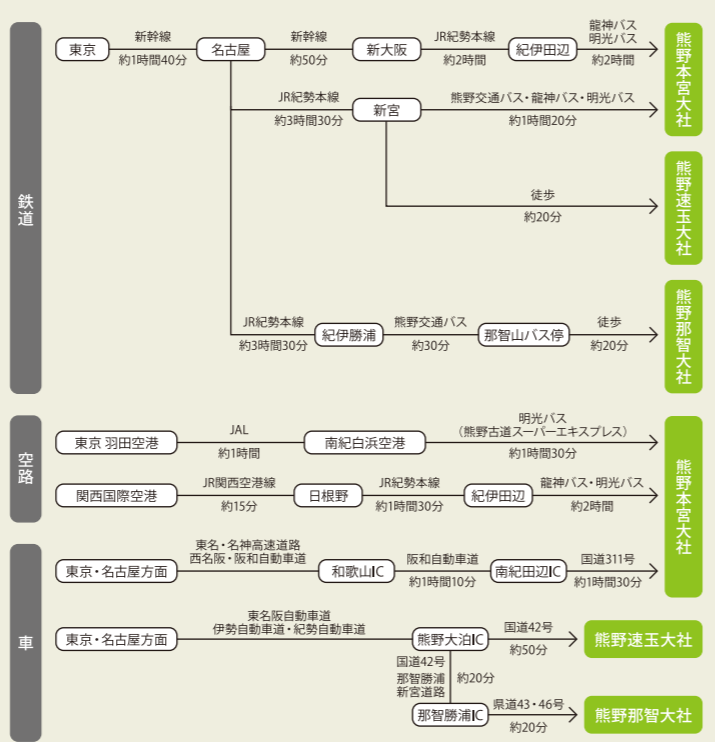 鉄道
東京
新幹線
約1時間40分
名古屋
新幹線
約50分
新大阪
JR紀勢本線
約2時間
紀伊田辺
龍神バス
明光バス
約2時間
熊野本宮大社
JR紀勢本線
約3時間30分
新宮
熊野交通バス・龍神バス・明光バス
約1時間20分
徒歩
約20分
熊野速玉大社
JR紀勢本線
約3時間30分
紀伊勝浦
熊野交通バス
約30分
那智山バス停
徒歩
約20分
熊野那智大社
空路
東京 羽田空港
JAL
約1時間
南紀白浜空港
明光バス
（熊野古道スーパーエキスプレス）
約1時間30分
熊野本宮大社
関西国際空港
JR関西空港線
約15分
日根野
JR紀勢本線
約1時間30分
紀伊田辺
龍神バス・明光バス
約2時間
車
東京・名古屋方面
東名・名神高速道路
西名阪・阪和自動車道
和歌山IC
阪和自動車道
約1時間10分
南紀田辺IC
国道311号
約1時間30分
東京・名古屋方面
東名阪自動車道
伊勢自動車道・紀勢自動車道
熊野大泊IC
国道42号
約50分
熊野速玉大社
国道42号
那智勝浦
新宮道路
約20分
那智勝浦IC
県道43・46号
約20分
熊野那智大社